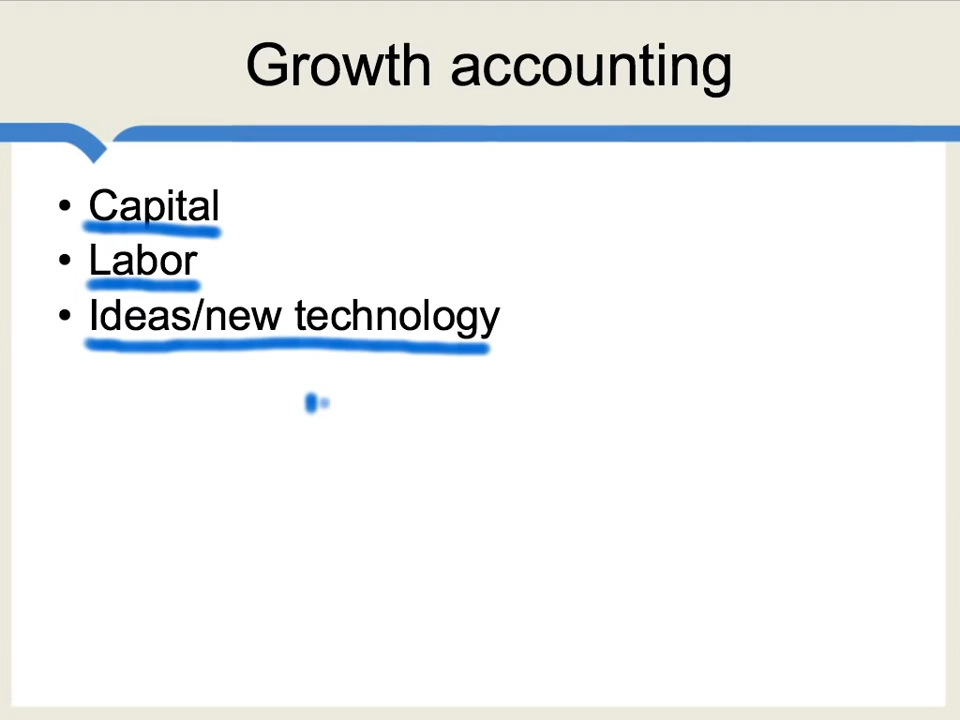 Growth accounting
• Capital
• Labor
• Ideas/new technology